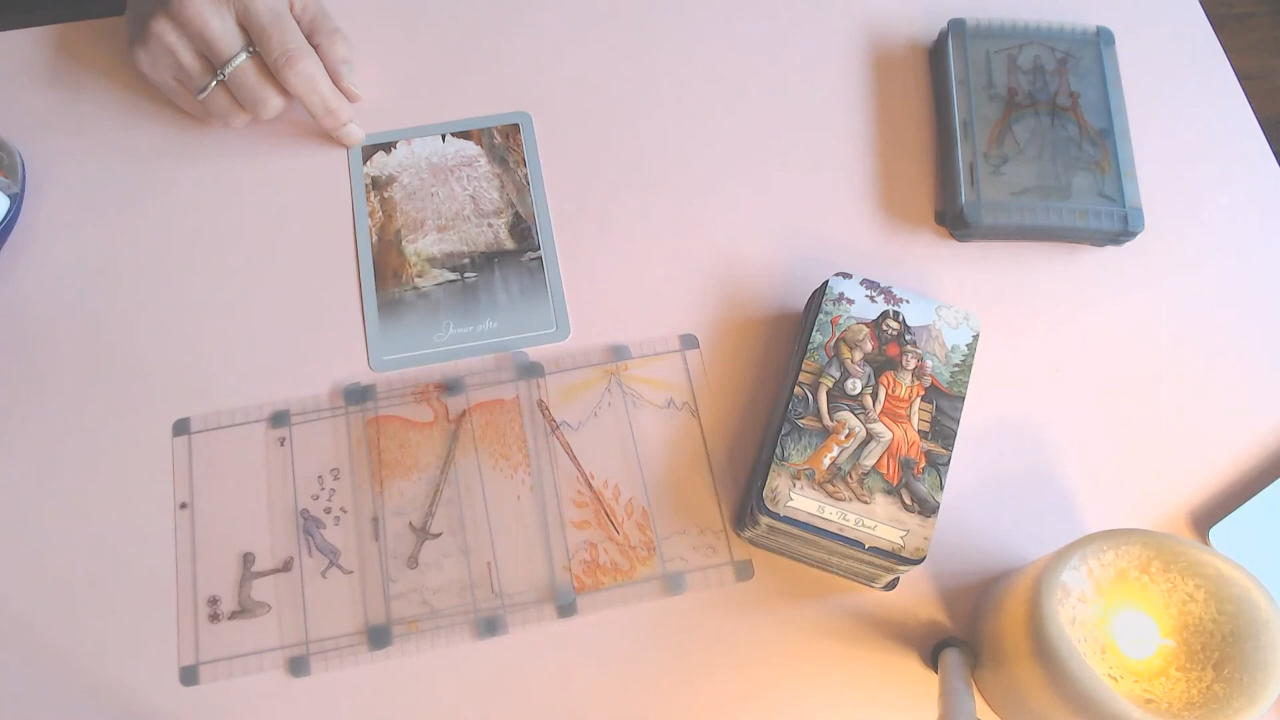 Inner gifts
15 • The Devil